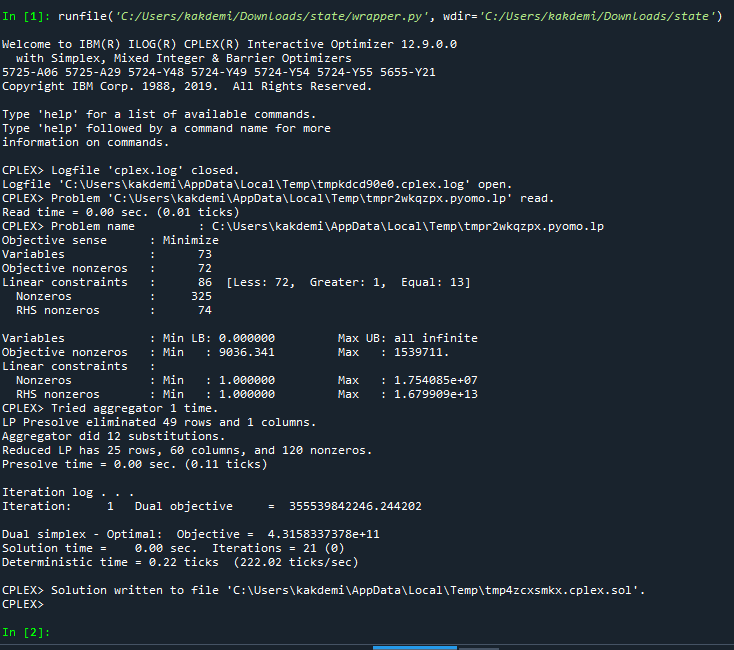 In [1]: runfile('C:/Users/kakdemi/Downloads/state/wrapper.py', wdir='C:/Users/kakdemi/Downloads/state')
Welcome to IBM(R) ILOG(R) CPLEX(R) Interactive Optimizer 12.9.0.0
  with Simplex, Mixed Integer & Barrier Optimizers
5725-A06 5725-A29 5724-Y48 5724-Y49 5724-Y54 5724-Y55 5655-Y21
Copyright IBM Corp. 1988, 2019.  All Rights Reserved.
Type 'help' for a list of available commands.
Type 'help' followed by a command name for more
information on commands.
CPLEX> Logfile 'cplex.log' closed.
Logfile 'C:\Users\kakdemi\AppData\Local\Temp\tmpkdcd90e0.cplex.log' open.
CPLEX> Problem 'C:\Users\kakdemi\AppData\Local\Temp\tmpr2wkqzpx.pyomo.lp' read.
Read time = 0.00 sec. (0.01 ticks)
CPLEX> Problem name         : C:\Users\kakdemi\AppData\Local\Temp\tmpr2wkqzpx.pyomo.lp
Objective sense      : Minimize
Variables            :      73
Objective nonzeros   :      72
Linear constraints   :      86  [Less: 72,  Greater: 1,  Equal: 13]
  Nonzeros           :     325
  RHS nonzeros       :      74
Variables            : Min LB: 0.000000         Max UB: all infinite
Objective nonzeros   : Min   : 9036.341         Max   : 1539711.
Linear constraints   :
  Nonzeros           : Min   : 1.000000         Max   : 1.754085e+07
  RHS nonzeros       : Min   : 1.000000         Max   : 1.679909e+13
CPLEX> Tried aggregator 1 time.
LP Presolve eliminated 49 rows and 1 columns.
Aggregator did 12 substitutions.
Reduced LP has 25 rows, 60 columns, and 120 nonzeros.
Presolve time = 0.00 sec. (0.11 ticks)
Iteration log . . .
Iteration:     1   Dual objective     =  355539842246.244202
Dual simplex - Optimal:  Objective =  4.3158337378e+11
Solution time =    0.00 sec.  Iterations = 21 (0)
Deterministic time = 0.22 ticks  (222.02 ticks/sec)
CPLEX> Solution written to file 'C:\Users\kakdemi\AppData\Local\Temp\tmp4zcxsmkx.cplex.sol'.
CPLEX>
In [2]: